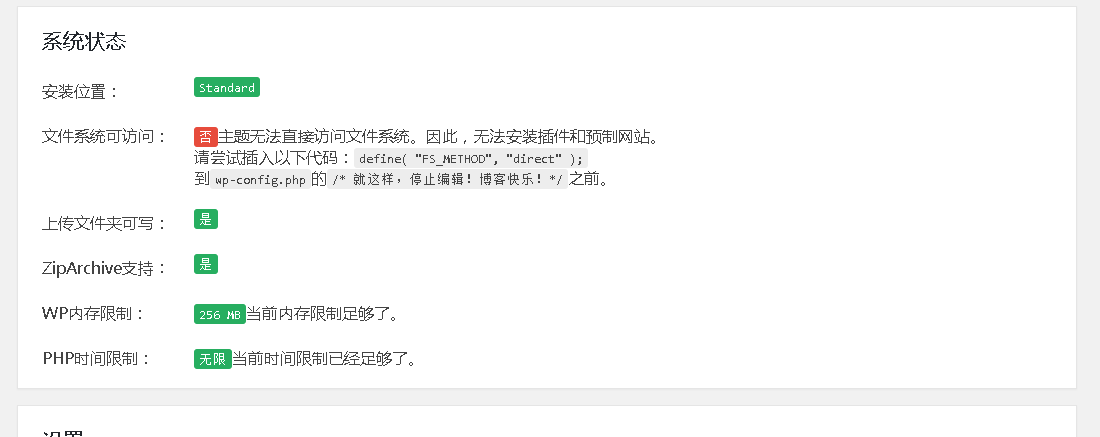 系统状态
安装位置： Standard
文件系统可访问： 否 主题无法直接访问文件系统。因此，无法安装插件和预制网站。
请尝试插入以下代码： define( "FS_METHOD", "direct" );
到 wp-config.php 的 /* 就这样，停止编辑！博客快乐！*/ 之前。
上传文件夹可写： 是
ZipArchive支持： 是
WP内存限制： 256 MB 当前内存限制足够了。
PHP时间限制： 无限 当前时间限制已经足够了。
设置